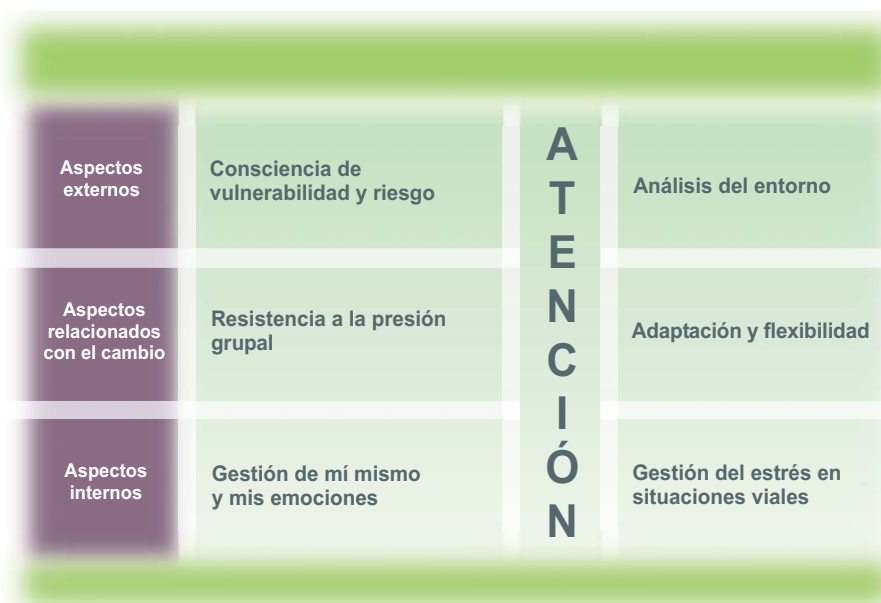 Aspectos
externos
Consciencia de
vulnerabilidad y riesgo
ATENCIÓN
Análisis del entorno
Aspectos
relacionados
con el cambio
Resistencia a la presión
grupal
Adaptación y flexibilidad
Aspectos
internos
Gestión de mí mismo
y mis emociones
Gestión del estrés en
situaciones viales